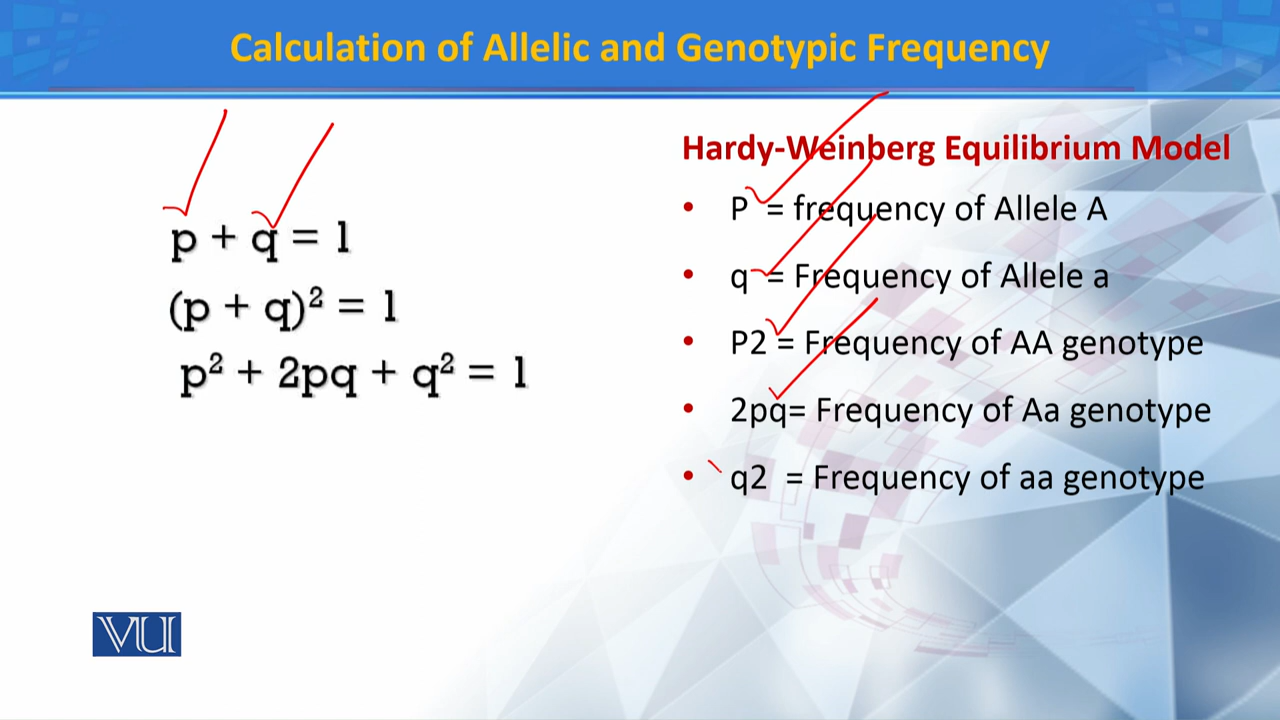 Calculation of Allelic and Genotypic Frequency
p + q = 1
(p + q)² = 1
p² + 2pq + q² = 1
Hardy-Weinberg Equilibrium Model
• P = frequency of Allele A
• q = Frequency of Allele a
• P2 = Frequency of AA genotype
• 2pq= Frequency of Aa genotype
• q2 = Frequency of aa genotype
VU